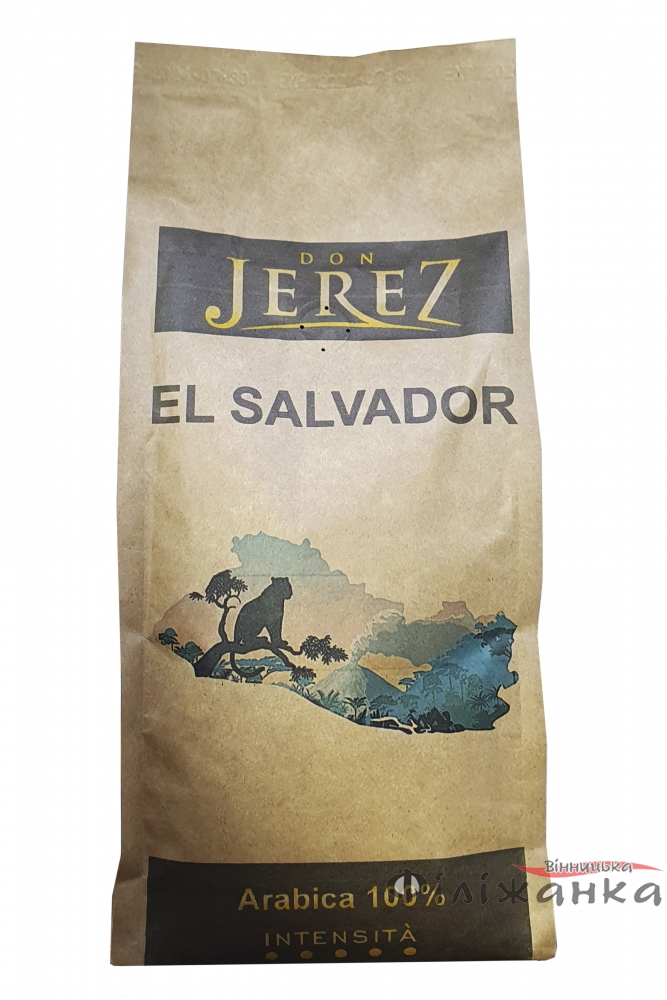 DON
JEREZ
EL SALVADOR
Arabica 100%
INTENSITÀ
Вінницька
Філіжанка